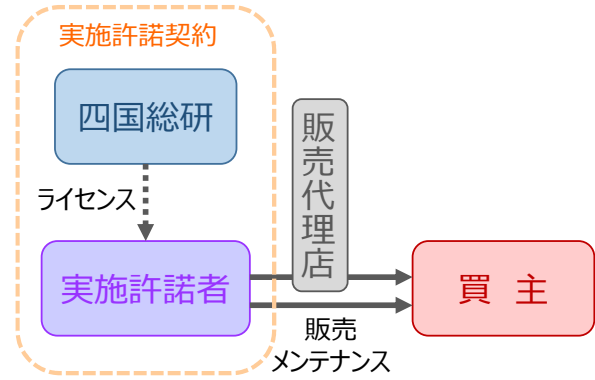 実施許諾契約
四国総研
ライセンス
販売代理店
実施許諾者
買 主
販売
メンテナンス